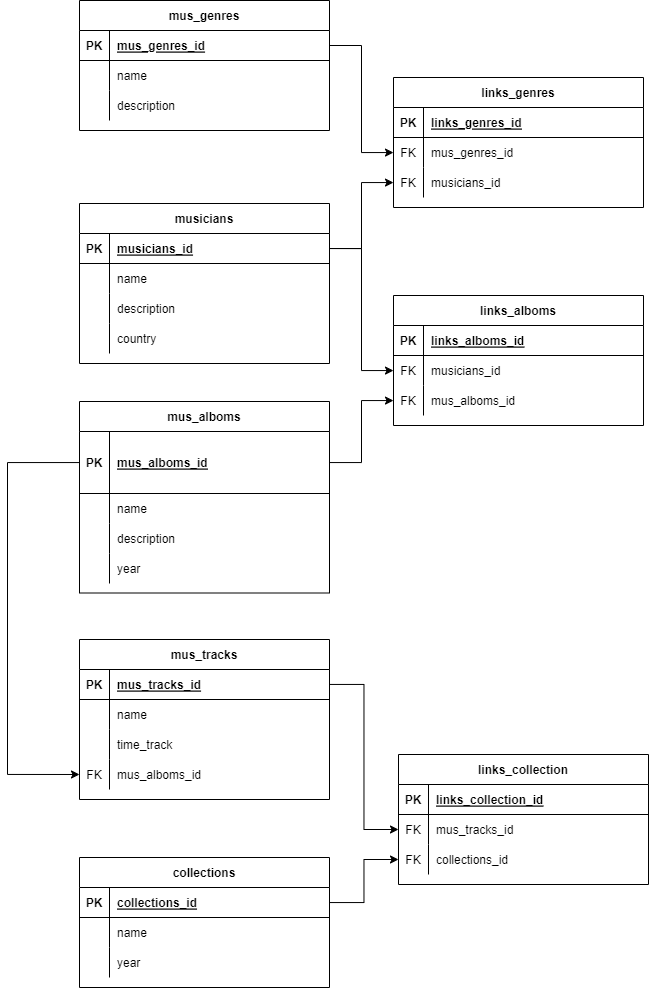 mus_genres
PK mus_genres_id
name
description
links_genres
PK links_genres_id
FK mus_genres_id
FK musicians_id
musicians
PK musicians_id
name
description
country
links_alboms
PK links_alboms_id
FK musicians_id
FK mus_alboms_id
mus_alboms
PK mus_alboms_id
name
description
year
mus_tracks
PK mus_tracks_id
name
time_track
FK mus_alboms_id
links_collection
PK links_collection_id
FK mus_tracks_id
FK collections_id
collections
PK collections_id
name
year